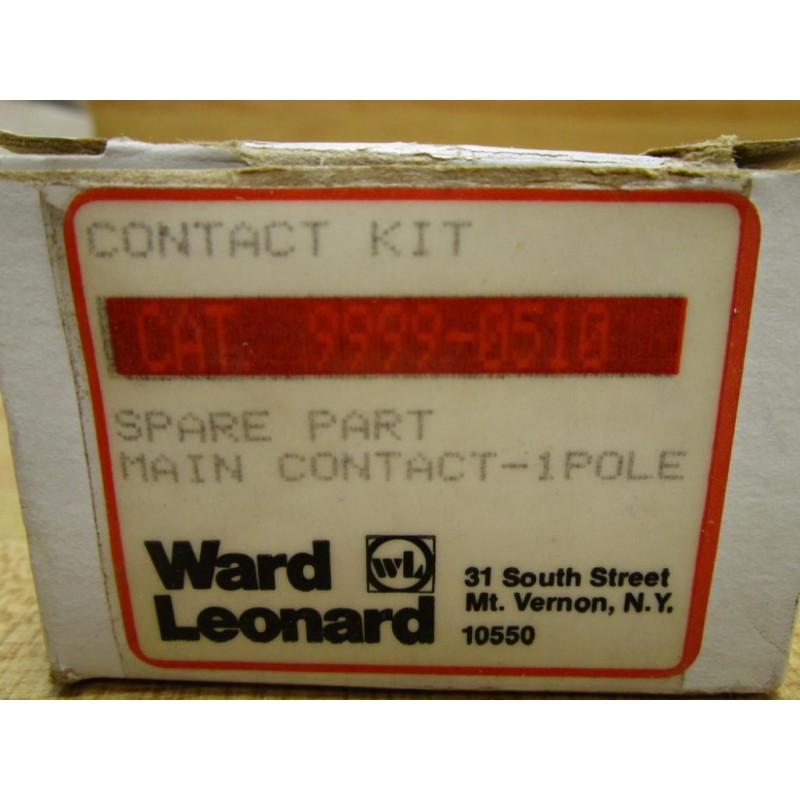 CONTACT KIT
CAT. 9999-0510
SPARE PART
MAIN CONTACT-1POLE
Ward
Leonard
WL
31 South Street
Mt. Vernon, N.Y.
10550